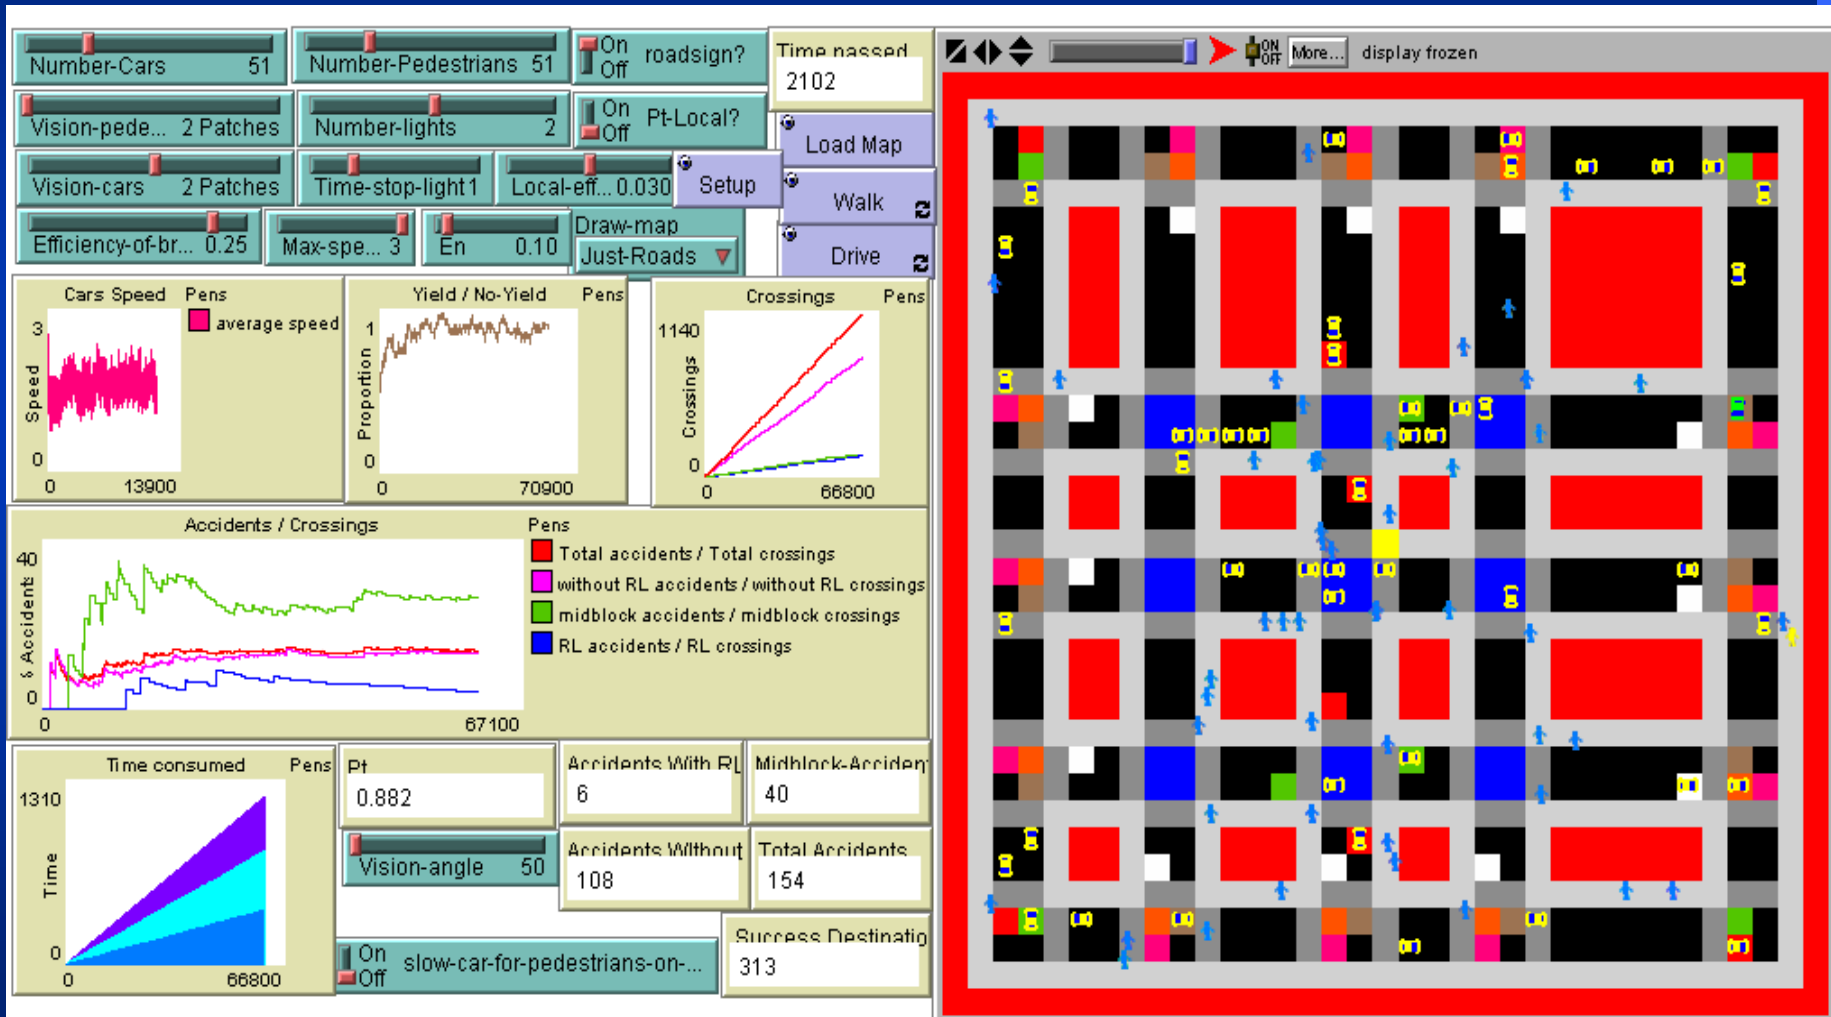 Number-Cars 51
Number-Pedestrians 51
On
Off
roadsign?
Time passed
2102
Vision-pede... 2 Patches
Number-lights 2
On
Off
Pt-Local?
Load Map
Vision-cars 2 Patches
Time-stop-light 1
Local-eff... 0.030
Setup
Walk
Efficiency-of-br... 0.25
Max-spe... 3
En 0.10
Draw-map
Just-Roads
Drive
ON
OFF
More...
display frozen
Cars Speed Pens
average speed
3
Speed
0
0 13900
Yield / No-Yield Pens
1
Proportion
0
0 70900
Crossings Pens
1140
Crossings
0
0 66800
Accidents / Crossings Pens
40
% Accidents
0
0 67100
Total accidents / Total crossings
without RL accidents / without RL crossings
midblock accidents / midblock crossings
RL accidents / RL crossings
Time consumed Pens
1310
Time
0
0 66800
Pt
0.882
Accidents With RL
6
Midblock-Acciden
40
Vision-angle 50
Accidents WIthout
108
Total Accidents
154
On
Off
slow-car-for-pedestrians-on-...
Success Destinatio
313